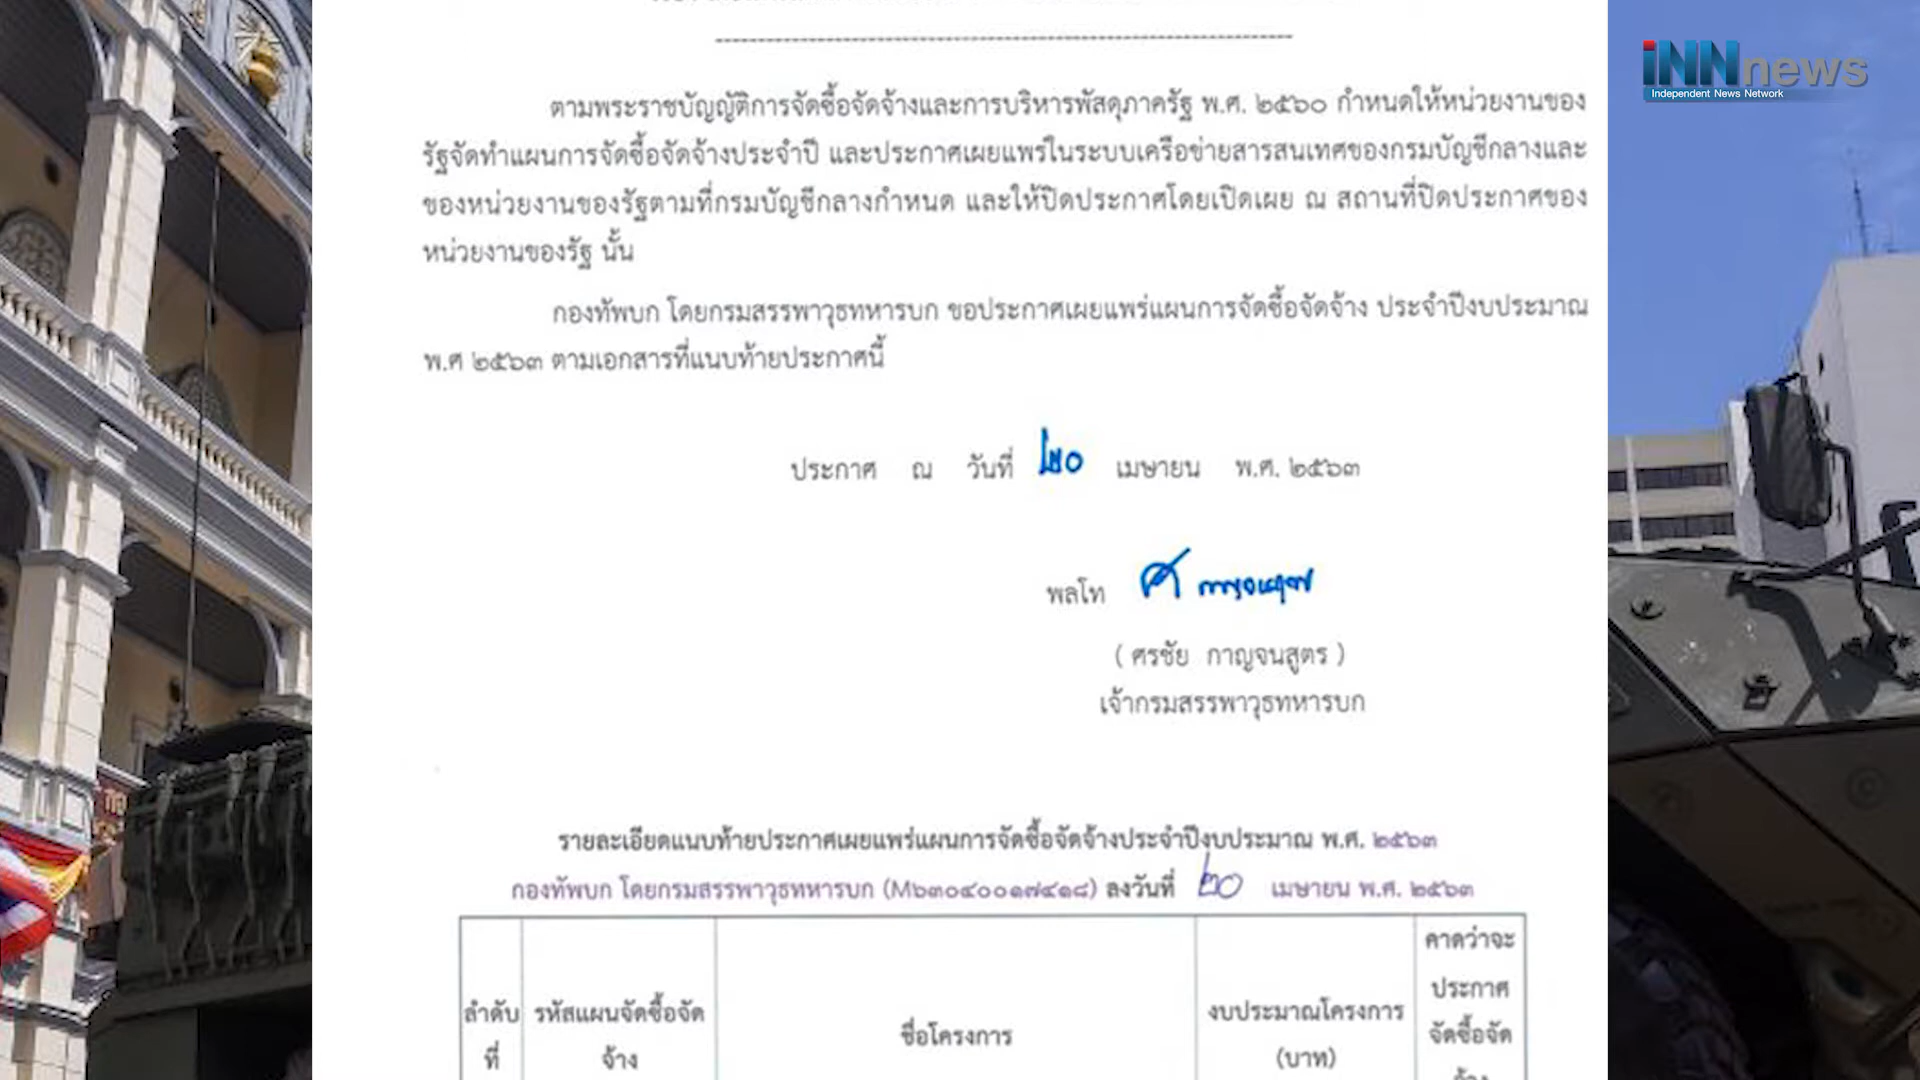 iNNnews
Independent News Network
ตามพระราชบัญญัติการจัดซื้อจัดจ้างและการบริหารพัสดุภาครัฐ พ.ศ. ๒๕๖๐ กำหนดให้หน่วยงานของ
รัฐจัดทำแผนการจัดซื้อจัดจ้างประจำปี และประกาศเผยแพร่ในระบบเครือข่ายสารสนเทศของกรมบัญชีกลางและ
ของหน่วยงานของรัฐตามที่กรมบัญชีกลางกำหนด และให้ปิดประกาศโดยเปิดเผย ณ สถานที่ปิดประกาศของ
หน่วยงานของรัฐ นั้น
กองทัพบก โดยกรมสรรพาวุธทหารบก ขอประกาศเผยแพร่แผนการจัดซื้อจัดจ้าง ประจำปีงบประมาณ
พ.ศ ๒๕๖๓ ตามเอกสารที่แนบท้ายประกาศนี้
ประกาศ ณ วันที่ ๒๐ เมษายน พ.ศ. ๒๕๖๓
พลโท ศ
( ศรชัย กาญจนสูตร )
เจ้ากรมสรรพาวุธทหารบก
รายละเอียดแนบท้ายประกาศเผยแพร่แผนการจัดซื้อจัดจ้างประจำปีงบประมาณ พ.ศ. ๒๕๖๓
กองทัพบก โดยกรมสรรพาวุธทหารบก (M๖๓๐๔๐๐๑๗๔๑๘) ลงวันที่ ๒๐ เมษายน พ.ศ. ๒๕๖๓
ลำดับ
ที่
รหัสแผนจัดซื้อจัด
จ้าง
ชื่อโครงการ
งบประมาณโครงการ
(บาท)
คาดว่าจะ
ประกาศ
จัดซื้อจัด
จ้าง